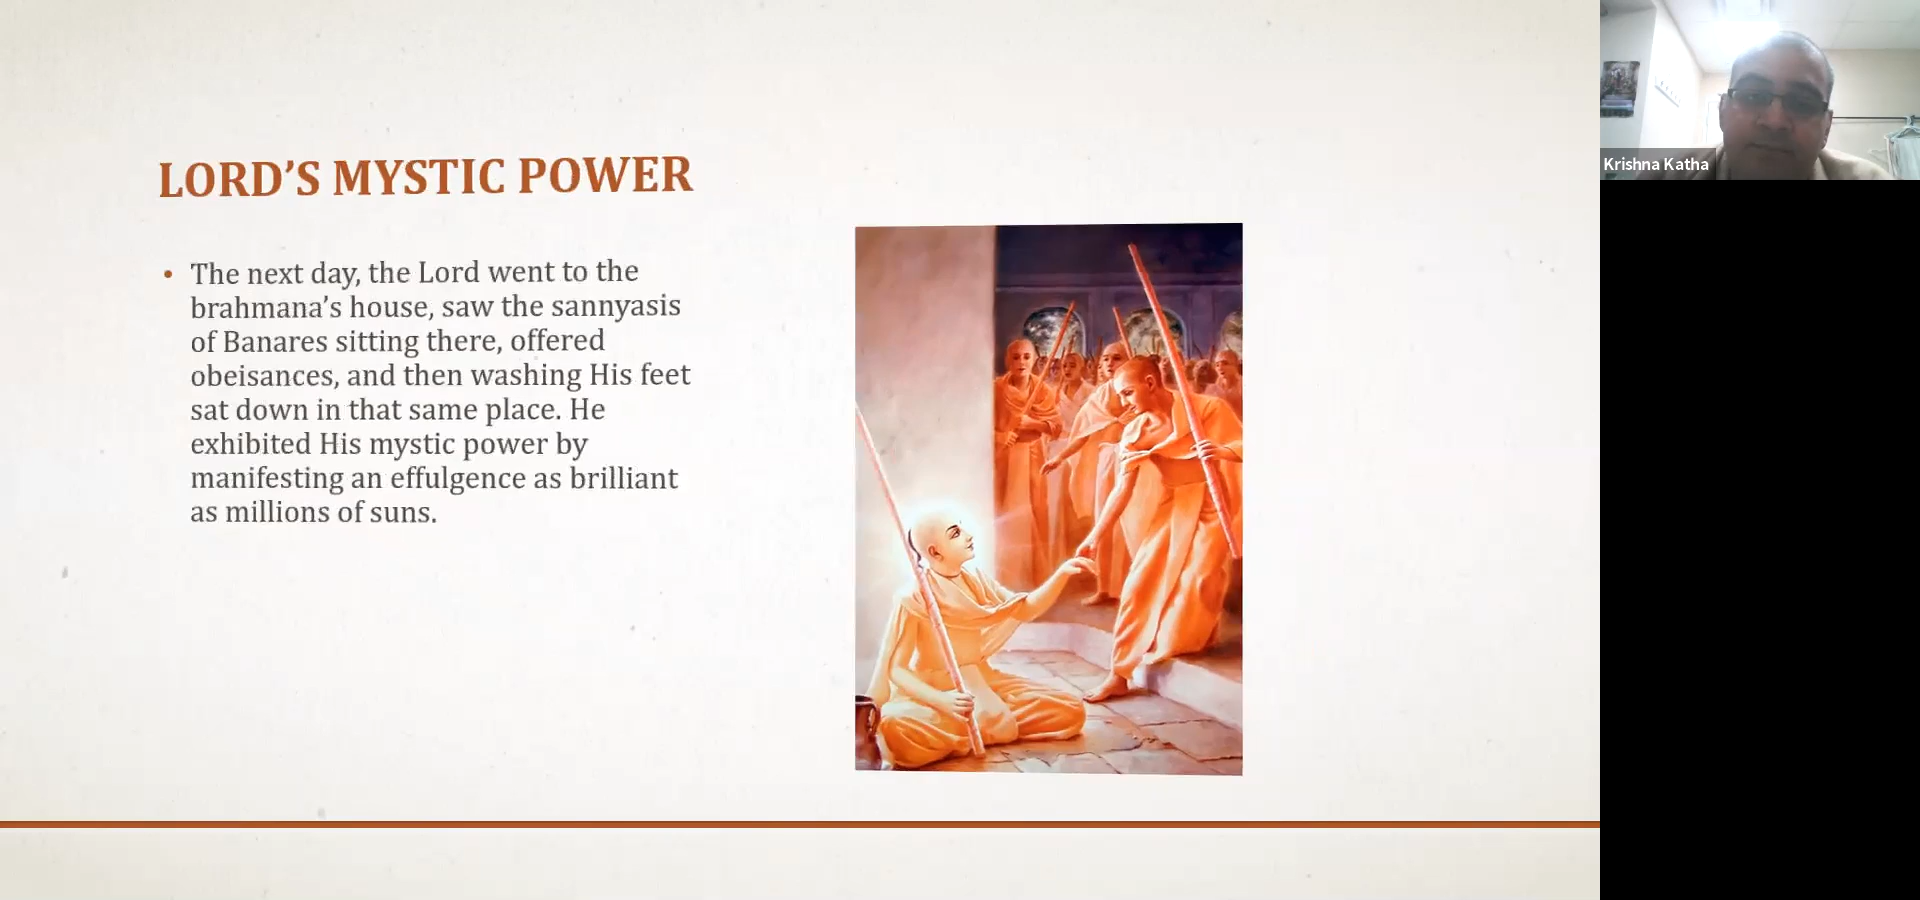 LORD’S MYSTIC POWER
• The next day, the Lord went to the
brahmana’s house, saw the sannyasis
of Banares sitting there, offered
obeisances, and then washing His feet
sat down in that same place. He
exhibited His mystic power by
manifesting an effulgence as brilliant
as millions of suns.
Krishna Katha